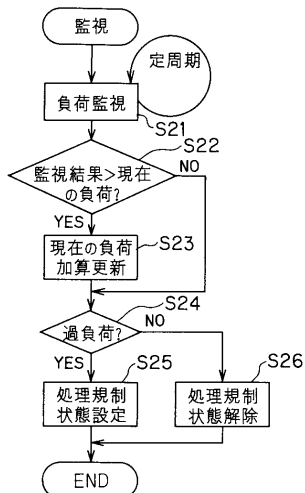 監視
定周期
負荷監視
S21
S22
監視結果>現在
の負荷?
NO
YES
S23
現在の負荷
加算更新
S24
過負荷?
NO
YES
S25
S26
処理規制
状態設定
処理規制
状態解除
END